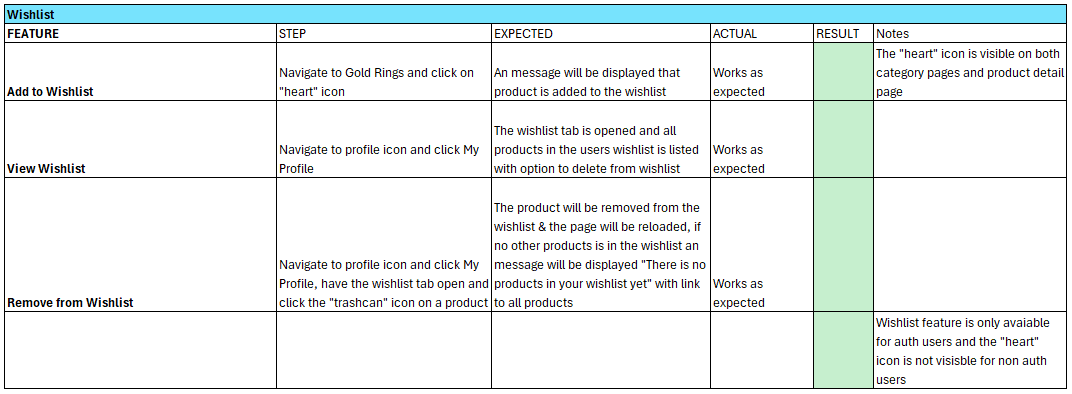 Wishlist
FEATURE STEP EXPECTED ACTUAL RESULT Notes
Add to Wishlist
Navigate to Gold Rings and click on
"heart" icon
An message will be displayed that
product is added to the wishlist
Works as
expected
The "heart" icon is visible on both
category pages and product detail
page
View Wishlist
Navigate to profile icon and click My
Profile
The wishlist tab is opened and all
products in the users wishlist is listed
with option to delete from wishlist
Works as
expected
Remove from Wishlist
Navigate to profile icon and click My
Profile, have the wishlist tab open and
click the "trashcan" icon on a product
The product will be removed from the
wishlist & the page will be reloaded, if
no other products is in the wishlist an
message will be displayed "There is no
products in your wishlist yet" with link
to all products
Works as
expected
Wishlist feature is only avaiable
for auth users and the "heart"
icon is not visisble for non auth
users